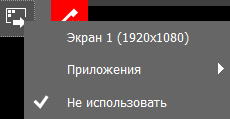 Экран 1 (1920x1080)
Приложения
Не использовать